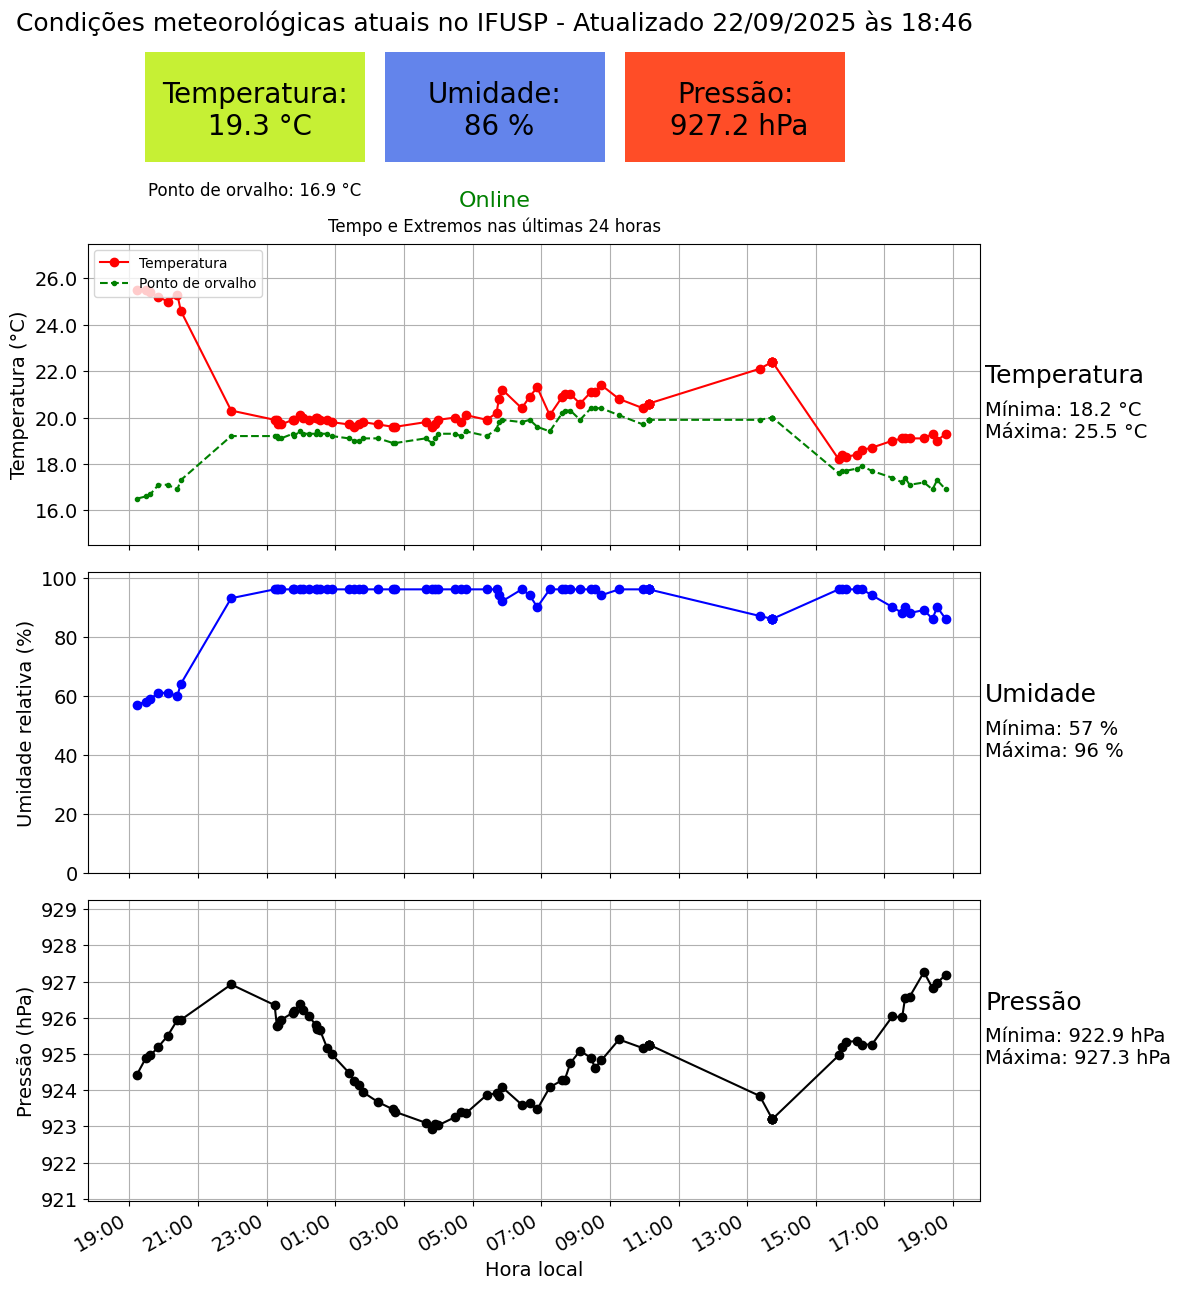 Condições meteorológicas atuais no IFUSP - Atualizado 22/09/2025 às 18:46
Temperatura:
19.3 °C
Umidade:
86 %
Pressão:
927.2 hPa
Ponto de orvalho: 16.9 °C
Online
Tempo e Extremos nas últimas 24 horas
Temperatura
Ponto de orvalho
Temperatura (°C)
26.0
24.0
22.0
20.0
18.0
16.0
Temperatura
Mínima: 18.2 °C
Máxima: 25.5 °C
Umidade relativa (%)
100
80
60
40
20
0
Umidade
Mínima: 57 %
Máxima: 96 %
Pressão (hPa)
929
928
927
926
925
924
923
922
921
Pressão
Mínima: 922.9 hPa
Máxima: 927.3 hPa
19:00
21:00
23:00
01:00
03:00
05:00
07:00
09:00
11:00
13:00
15:00
17:00
19:00
Hora local